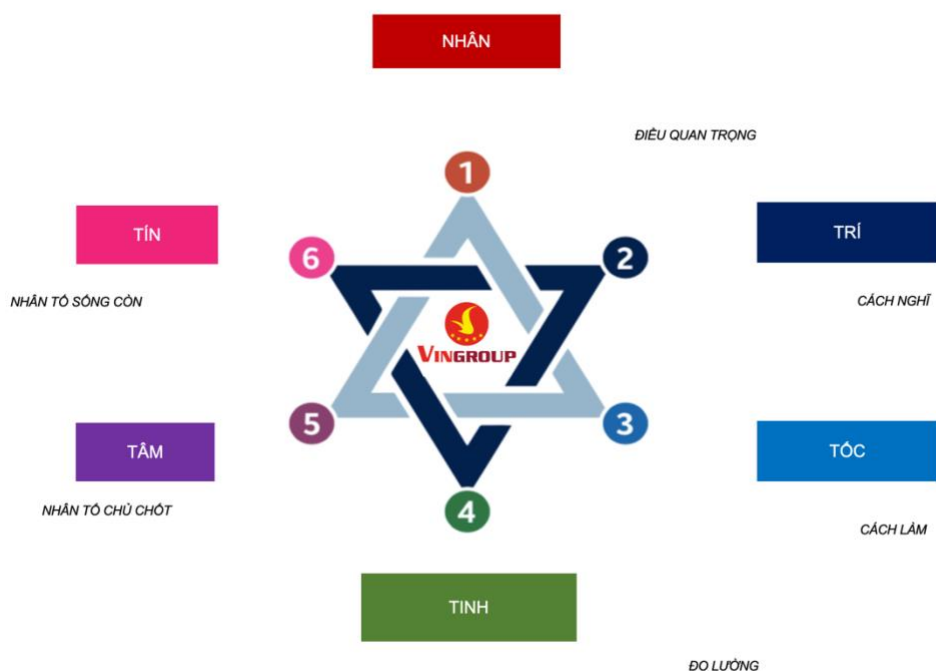 NHÂN
ĐIỀU QUAN TRỌNG
1
TÍN
6
2
TRÍ
NHÂN TỐ SỐNG CÒN
VINGROUP
CÁCH NGHĨ
TÂM
5
3
TỐC
NHÂN TỐ CHỦ CHỐT
4
CÁCH LÀM
TINH
ĐO LƯỜNG